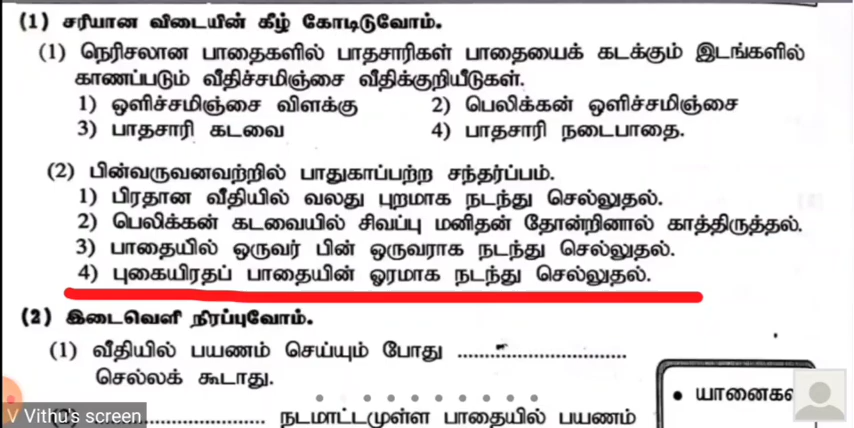 (1) சரியான விடையின் கீழ் கோடிடுவோம்.
(1) நெரிசலான பாதைகளில் பாதசாரிகள் பாதையைக் கடக்கும் இடங்களில்
காணப்படும் வீதிச்சமிஞ்சை வீதிக்குறியீடுகள்.
1) ஒளிச்சமிஞ்சை விளக்கு 2) பெலிக்கன் ஒளிச்சமிஞ்சை
3) பாதசாரி கடவை 4) பாதசாரி நடைபாதை.
(2) பின்வருவனவற்றில் பாதுகாப்பற்ற சந்தர்ப்பம்.
1) பிரதான வீதியில் வலது புறமாக நடந்து செல்லுதல்.
2) பெலிக்கன் கடவையில் சிவப்பு மனிதன் தோன்றினால் காத்திருத்தல்.
3) பாதையில் ஒருவர் பின் ஒருவராக நடந்து செல்லுதல்.
4) புகையிரதப் பாதையின் ஓரமாக நடந்து செல்லுதல்.
(2) இடைவெளி நிரப்புவோம்.
(1) வீதியில் பயணம் செய்யும் போது ..............................
செல்லக் கூடாது.
• யானைகள
V Vithu's screen ...................... நடமாட்டமுள்ள பாதையில் பயணம்